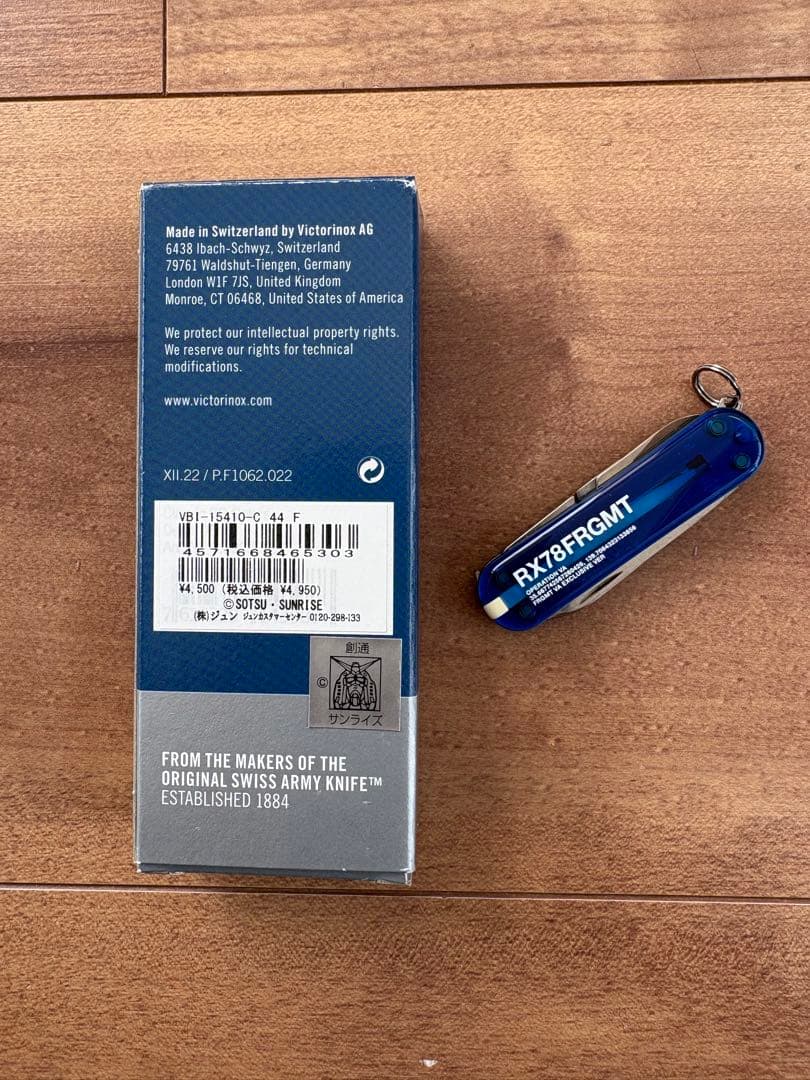 Made in Switzerland by Victorinox AG
6438 Ibach-Schwyz, Switzerland
79761 Waldshut-Tiengen, Germany
London W1F 7JS, United Kingdom
Monroe, CT 06468, United States of America
We protect our intellectual property rights.
We reserve our rights for technical
modifications.
www.victorinox.com
XII.22 / P.F1062.022
VBI-15410-C 44 F
4571668465303
¥4,500 (税込価格 ¥4,950)
©SOTSU・SUNRISE
(株)ジュン ジュンカスタマーセンター 0120-298-133
創通
©
サンライズ
FROM THE MAKERS OF THE
ORIGINAL SWISS ARMY KNIFE™
ESTABLISHED 1884
RX78FRGMT
OPERATION VA
FRGMT VA EXCLUSIVE VER